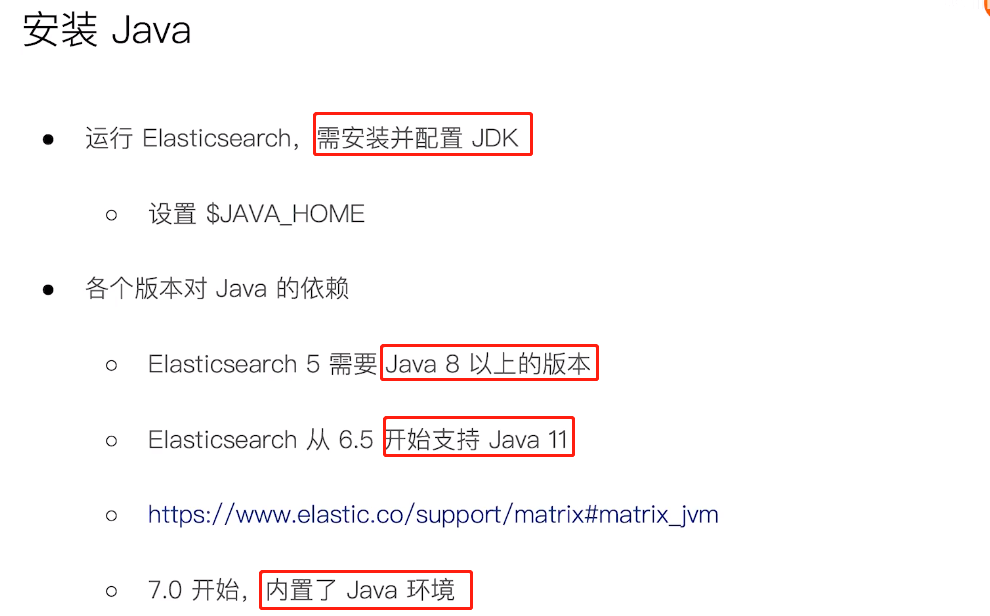 安装 Java
运行 Elasticsearch，需安装并配置 JDK
设置 $JAVA_HOME
各个版本对 Java 的依赖
Elasticsearch 5 需要 Java 8 以上的版本
Elasticsearch 从 6.5 开始支持 Java 11
https://www.elastic.co/support/matrix#matrix_jvm
7.0 开始，内置了 Java 环境